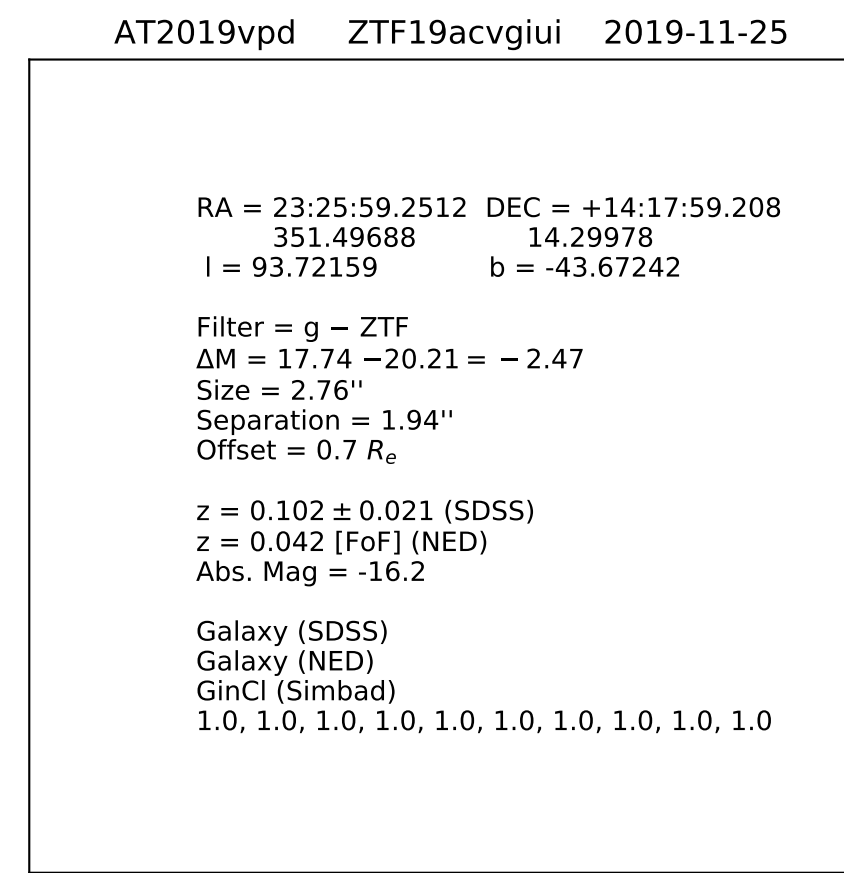 AT2019vpd ZTF19acvgiui 2019-11-25
RA = 23:25:59.2512 DEC = +14:17:59.208
351.49688 14.29978
l = 93.72159 b = -43.67242
Filter = g − ZTF
ΔM = 17.74 −20.21 = − 2.47
Size = 2.76''
Separation = 1.94''
Offset = 0.7 Re
z = 0.102 ± 0.021 (SDSS)
z = 0.042 [FoF] (NED)
Abs. Mag = -16.2
Galaxy (SDSS)
Galaxy (NED)
GinCl (Simbad)
1.0, 1.0, 1.0, 1.0, 1.0, 1.0, 1.0, 1.0, 1.0, 1.0